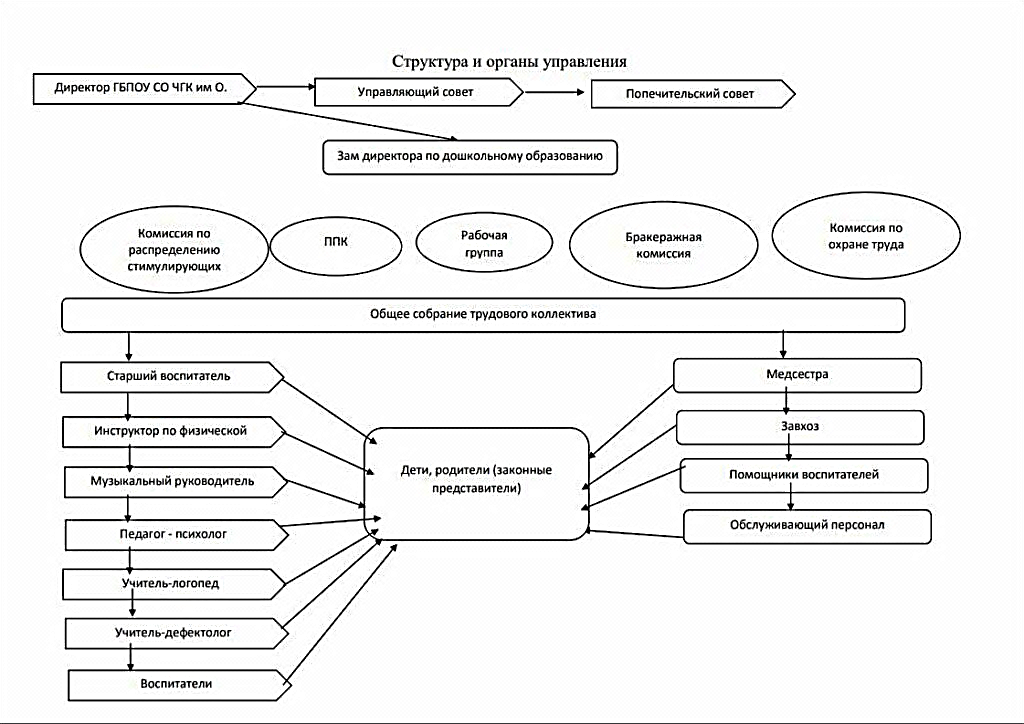 Структура и органы управления
Директор ГБПОУ СО ЧГК им О.
Управляющий совет
Попечительский совет
Зам директора по дошкольному образованию
Комиссия по
распределению
стимулирующих
ППК
Рабочая
группа
Бракеражная
комиссия
Комиссия по
охране труда
Общее собрание трудового коллектива
Старший воспитатель
Инструктор по физической
Музыкальный руководитель
Педагог - психолог
Учитель-логопед
Учитель-дефектолог
Воспитатели
Дети, родители (законные
представители)
Медсестра
Завхоз
Помощники воспитателей
Обслуживающий персонал